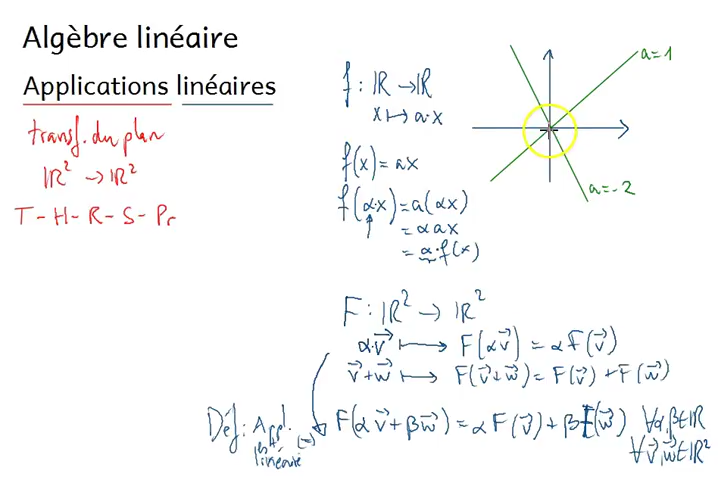 Algèbre linéaire
Applications linéaires
transf. du plan
ℝ² → ℝ²
T - H - R - S - Pr
f : ℝ → ℝ
x ↦ a·x
f(x) = ax
f(α·x) = a(αx)
= αax
= α·f(x)
a=1
a=-2
F : ℝ² → ℝ²
α·v⃗ ↦ F(αv⃗) = αF(v⃗)
v⃗+w⃗ ↦ F(v⃗+w⃗) = F(v⃗) + F(w⃗)
Déf: Appl. linéaire (=) F(αv⃗+βw⃗) = αF(v⃗) + βF(w⃗) ∀α,β∈ℝ
∀v⃗,w⃗∈ℝ²